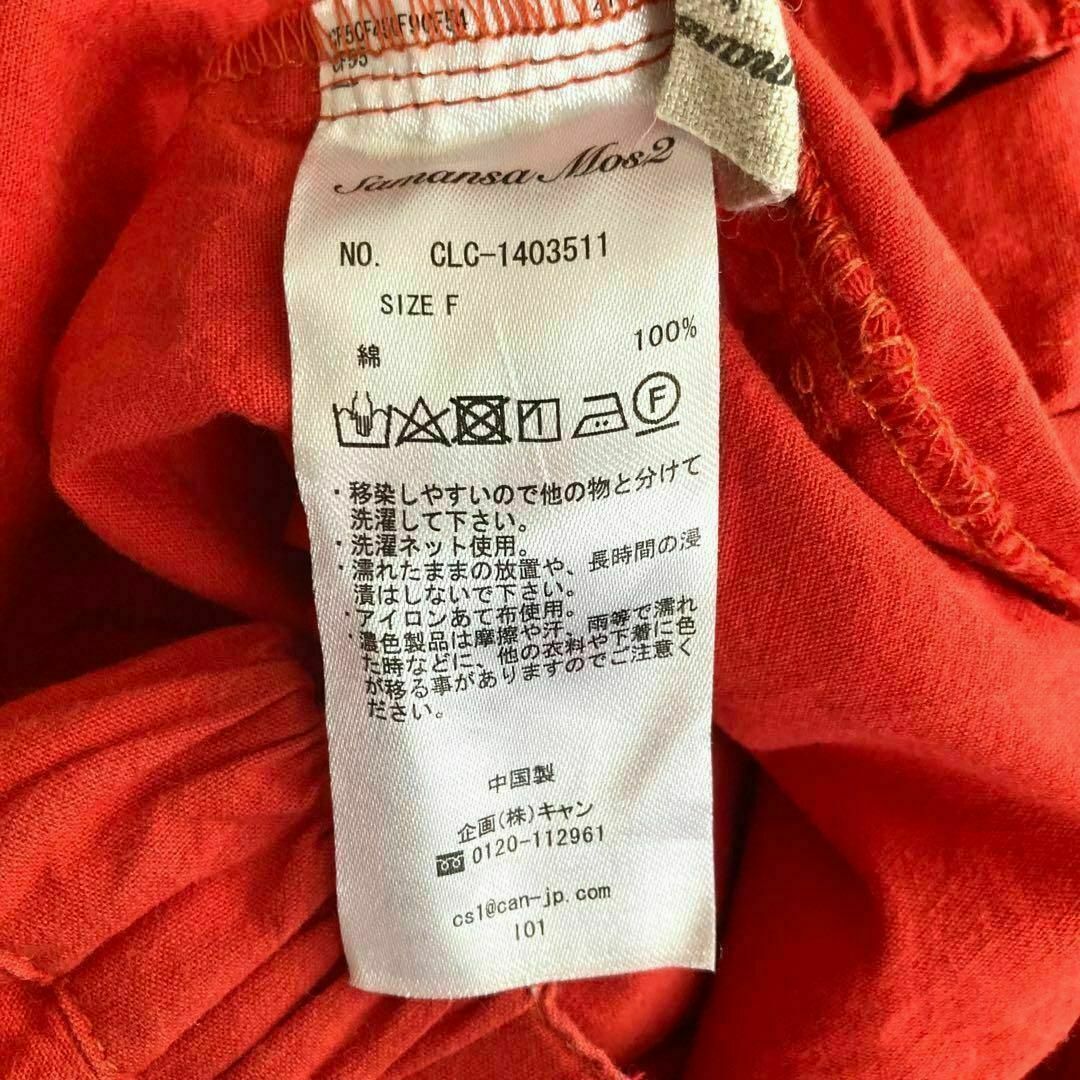 Samansa Mos2
NO. CLC-1403511
SIZE F
綿 100%
F
・移染しやすいので他の物と分けて
洗濯して下さい。
・洗濯ネット使用。
・濡れたままの放置や、長時間の浸
漬はしないで下さい。
・アイロンあて布使用。
・濃色製品は摩擦や汗、雨等で濡れ
た時などに、他の衣料や下着に色
が移る事がありますのでご注意く
ださい。
中国製
企画(株)キャン
0120-112961
cs1@can-jp.com
I01